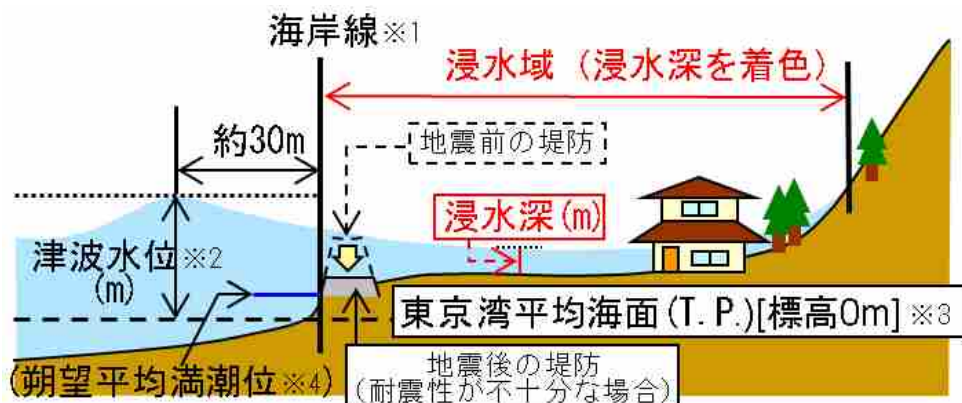 海岸線※1
浸水域（浸水深を着色）
約30m
地震前の堤防
浸水深(m)
津波水位※2
(m)
東京湾平均海面(T.P.)[標高0m]※3
(朔望平均満潮位※4)
地震後の堤防
(耐震性が不十分な場合)